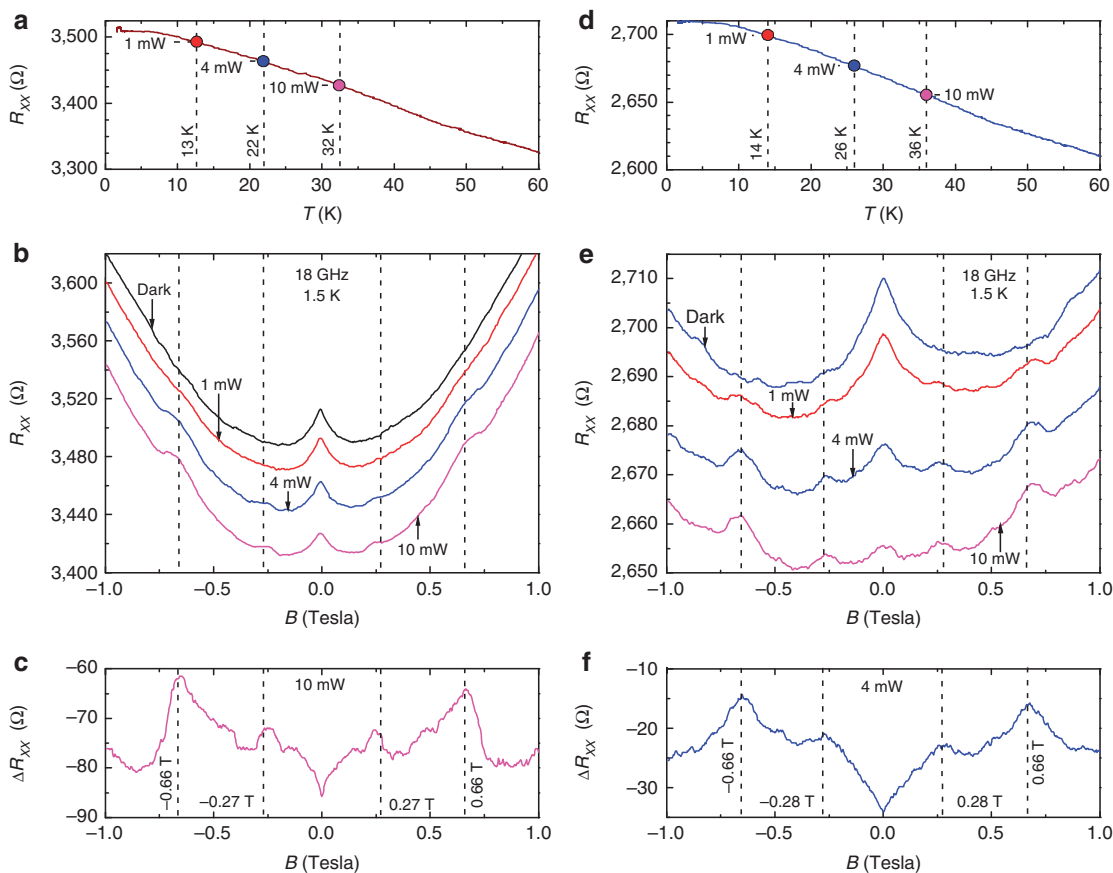 a
3,500
3,400
3,300
R_XX (Ω)
1 mW
4 mW
10 mW
13 K
22 K
32 K
0 10 20 30 40 50 60
T (K)
d
2,700
2,650
2,600
R_XX (Ω)
1 mW
4 mW
10 mW
14 K
26 K
36 K
0 10 20 30 40 50 60
T (K)
b
3,600
3,560
3,520
3,480
3,440
3,400
R_XX (Ω)
18 GHz
1.5 K
Dark
1 mW
4 mW
10 mW
−1.0 −0.5 0.0 0.5 1.0
B (Tesla)
e
2,710
2,700
2,690
2,680
2,670
2,660
2,650
R_XX (Ω)
18 GHz
1.5 K
Dark
1 mW
4 mW
10 mW
−1.0 −0.5 0.0 0.5 1.0
B (Tesla)
c
−60
−70
−80
−90
ΔR_XX (Ω)
10 mW
−0.66 T
−0.27 T
0.27 T
0.66 T
−1.0 −0.5 0.0 0.5 1.0
B (Tesla)
f
−10
−20
−30
ΔR_XX (Ω)
4 mW
−0.66 T
−0.28 T
0.28 T
0.66 T
−1.0 −0.5 0.0 0.5 1.0
B (Tesla)